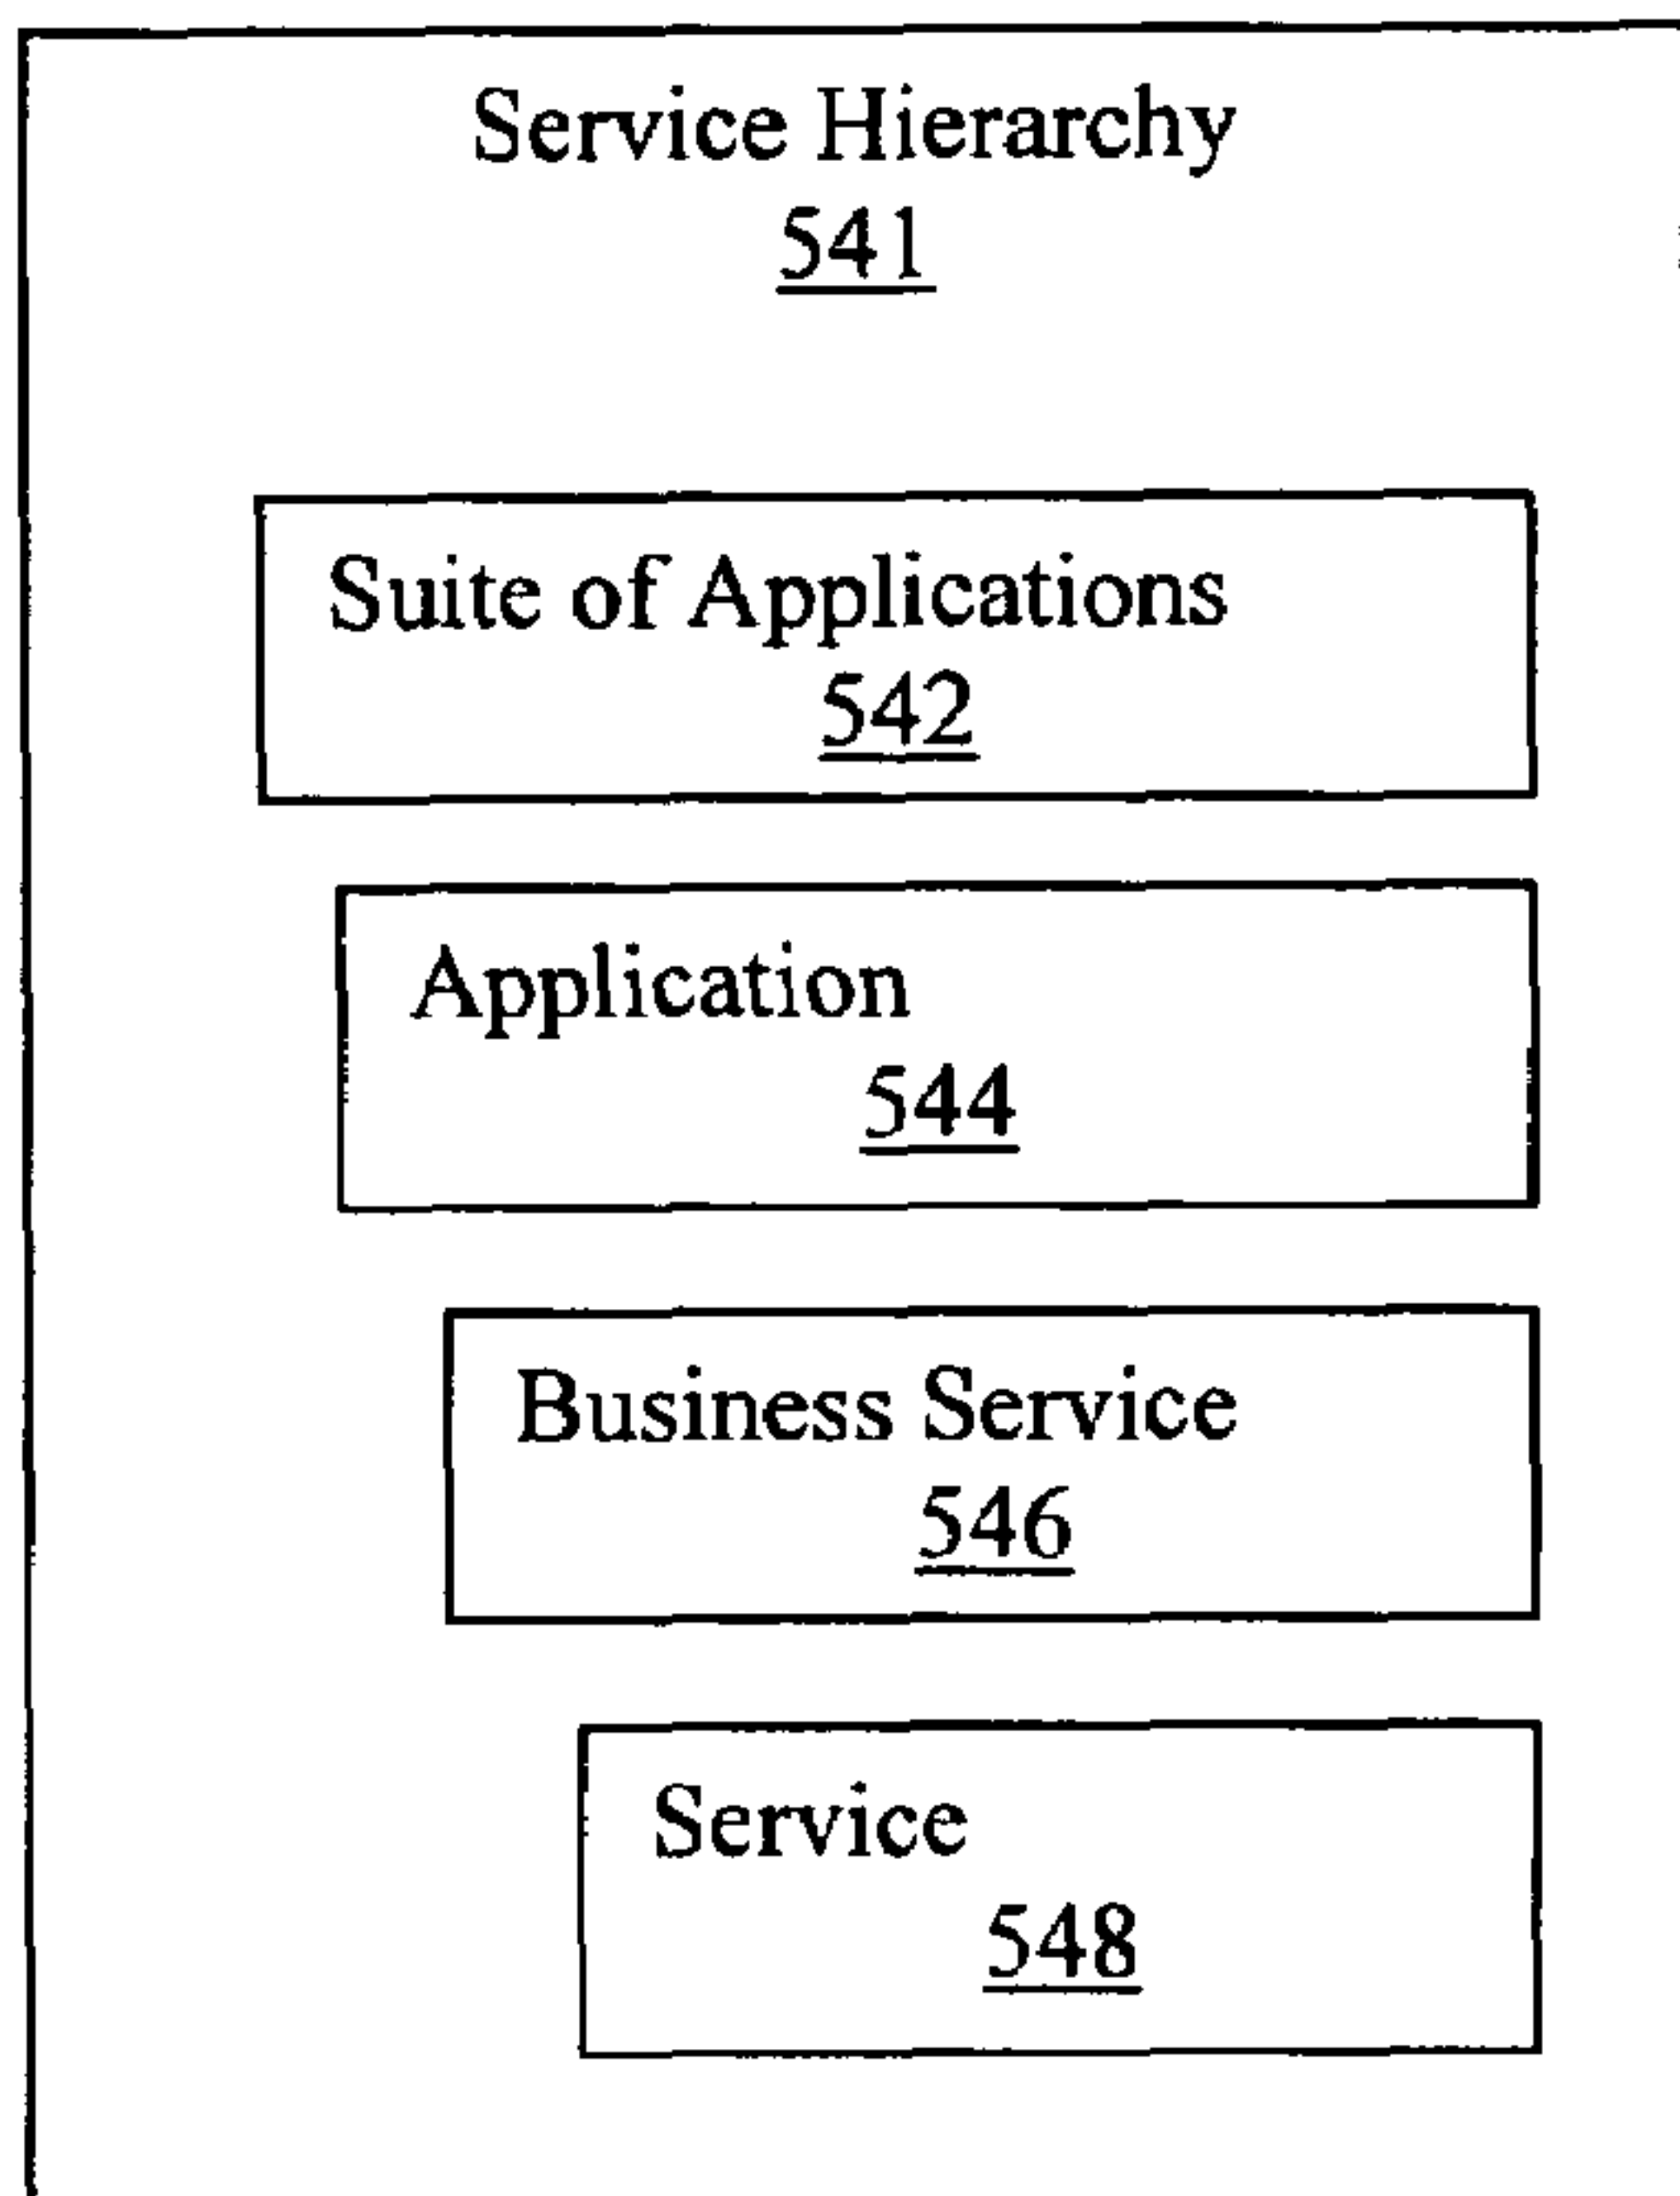 Service Hierarchy
541
Suite of Applications
542
Application
544
Business Service
546
Service
548